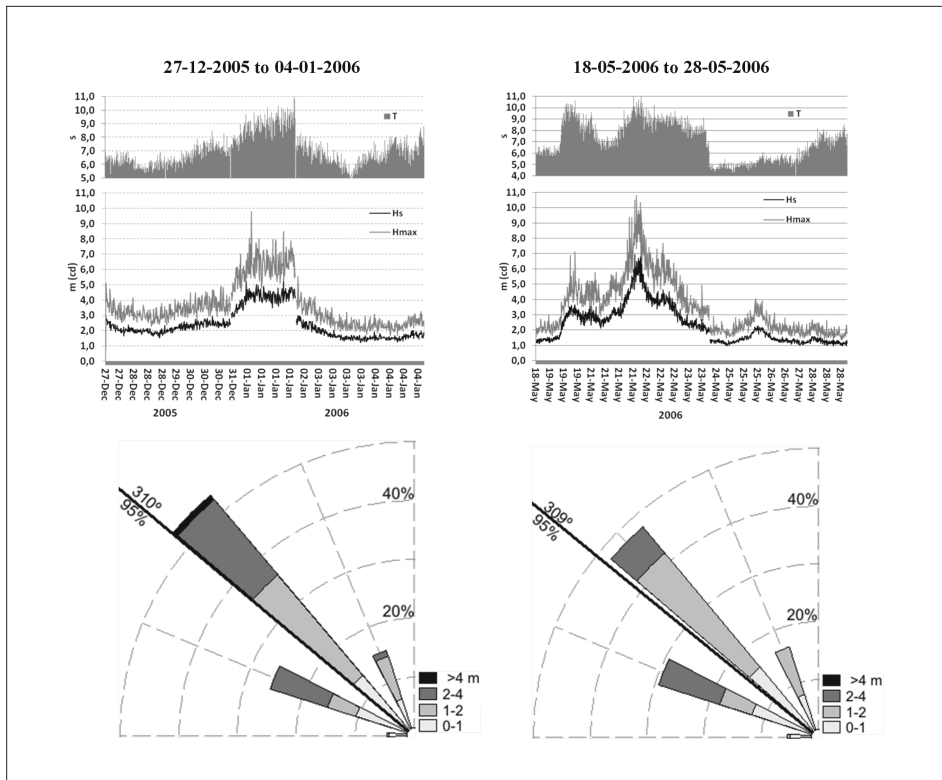 27-12-2005 to 04-01-2006
11,0
10,0
9,0
8,0
7,0
6,0
5,0
s
T
11,0
10,0
9,0
8,0
7,0
6,0
5,0
4,0
3,0
2,0
1,0
0,0
m (cd)
Hs
Hmax
27-Dec
27-Dec
28-Dec
28-Dec
29-Dec
30-Dec
30-Dec
31-Dec
01-Jan
01-Jan
01-Jan
01-Jan
02-Jan
02-Jan
03-Jan
03-Jan
03-Jan
04-Jan
04-Jan
2005
2006
310º
95%
40%
20%
>4 m
2-4
1-2
0-1
18-05-2006 to 28-05-2006
11,0
10,0
9,0
8,0
7,0
6,0
5,0
4,0
s
T
11,0
10,0
9,0
8,0
7,0
6,0
5,0
4,0
3,0
2,0
1,0
0,0
m (cd)
Hs
Hmax
18-May
19-May
19-May
20-May
20-May
21-May
21-May
21-May
22-May
22-May
23-May
23-May
24-May
25-May
25-May
25-May
26-May
26-May
27-May
28-May
28-May
2006
309º
95%
40%
20%
>4 m
2-4
1-2
0-1